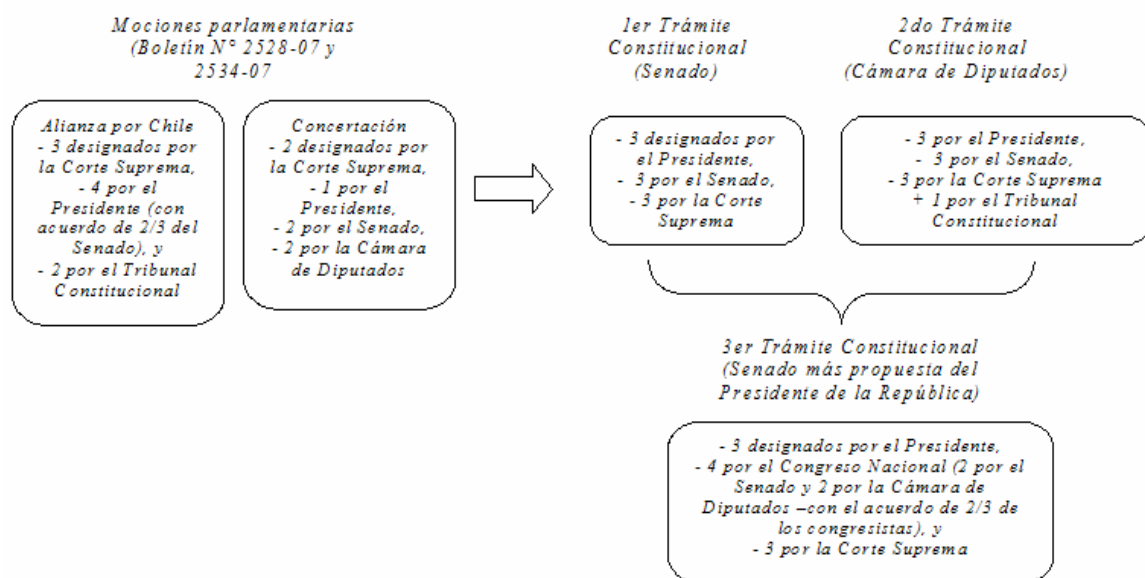 Mociones parlamentarias
(Boletín N° 2528-07 y
2534-07
Alianza por Chile
- 3 designados por
la Corte Suprema,
- 4 por el
Presidente (con
acuerdo de 2/3 del
Senado), y
- 2 por el Tribunal
Constitucional
Concertación
- 2 designados por
la Corte Suprema,
- 1 por el
Presidente,
- 2 por el Senado,
- 2 por la Cámara
de Diputados
1er Trámite
Constitucional
(Senado)
- 3 designados por
el Presidente,
- 3 por el Senado,
- 3 por la Corte
Suprema
2do Trámite
Constitucional
(Cámara de Diputados)
- 3 por el Presidente,
- 3 por el Senado,
- 3 por la Corte Suprema
+ 1 por el Tribunal
Constitucional
3er Trámite Constitucional
(Senado más propuesta del
Presidente de la República)
- 3 designados por el Presidente,
- 4 por el Congreso Nacional (2 por el
Senado y 2 por la Cámara de
Diputados –con el acuerdo de 2/3 de
los congresistas), y
- 3 por la Corte Suprema